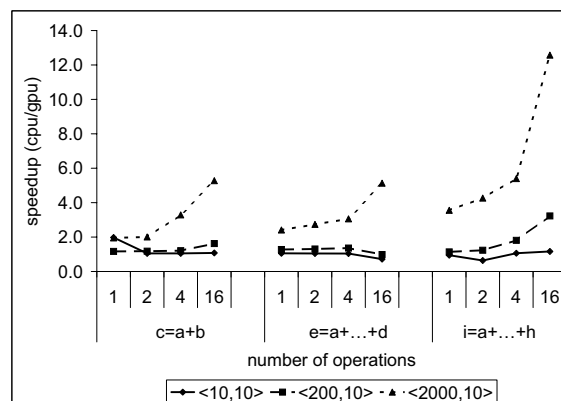 14.0
12.0
10.0
8.0
6.0
4.0
2.0
0.0
speedup (cpu/gpu)
1 2 4 16 1 2 4 16 1 2 4 16
c=a+b e=a+…+d i=a+…+h
number of operations
<10,10> <200,10> <2000,10>